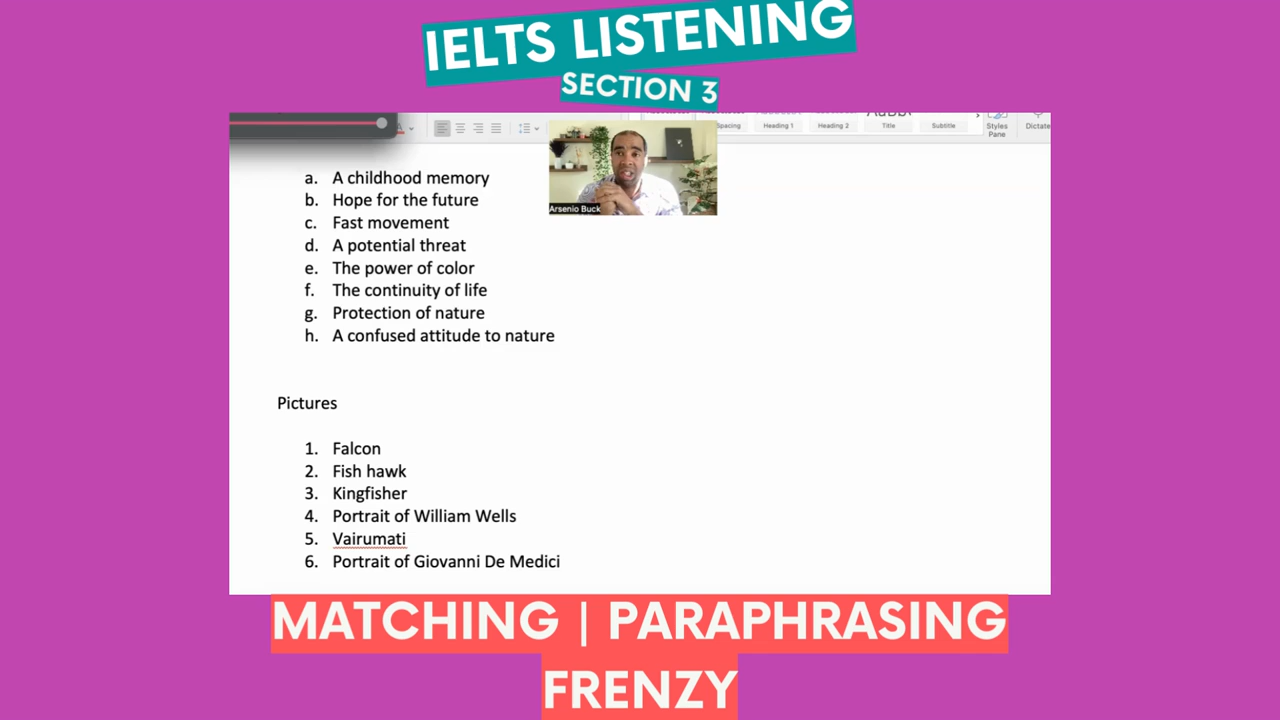 IELTS LISTENING
SECTION 3
Spacing Heading 1 Heading 2 Title Subtitle Styles Pane Dictate
Arsenio Buck
a. A childhood memory
b. Hope for the future
c. Fast movement
d. A potential threat
e. The power of color
f. The continuity of life
g. Protection of nature
h. A confused attitude to nature
Pictures
1. Falcon
2. Fish hawk
3. Kingfisher
4. Portrait of William Wells
5. Vairumati
6. Portrait of Giovanni De Medici
MATCHING | PARAPHRASING
FRENZY